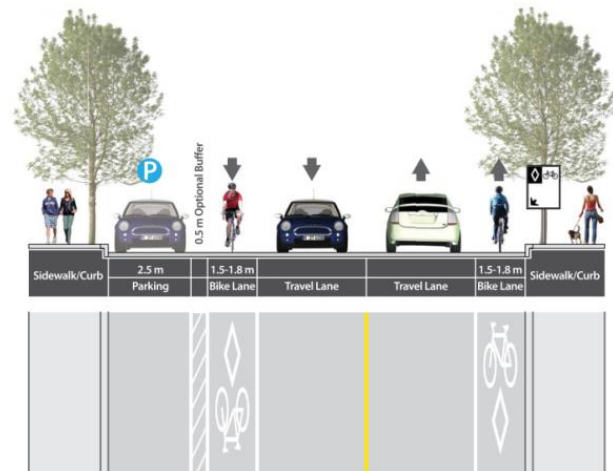 P
0.5 m Optional Buffer
Sidewalk/Curb
2.5 m
Parking
1.5-1.8 m
Bike Lane
Travel Lane
Travel Lane
1.5-1.8 m
Bike Lane
Sidewalk/Curb